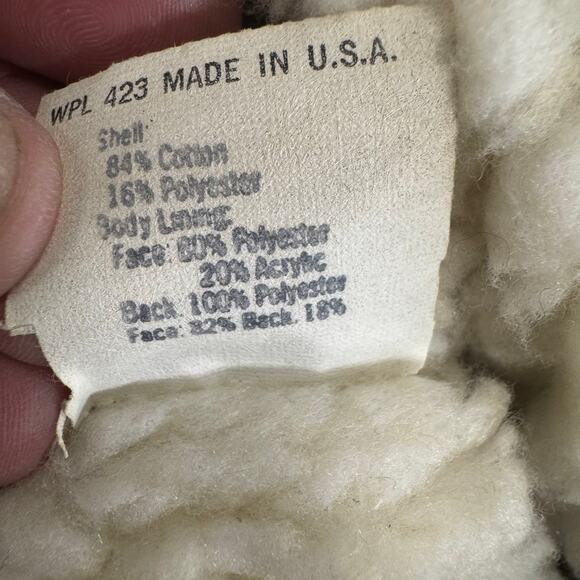 WPL 423 MADE IN U.S.A.
Shell:
84% Cotton
16% Polyester
Body Lining:
Face: 80% Polyester
20% Acrylic
Back. 100% Polyester
Face: 82% Back. 18%